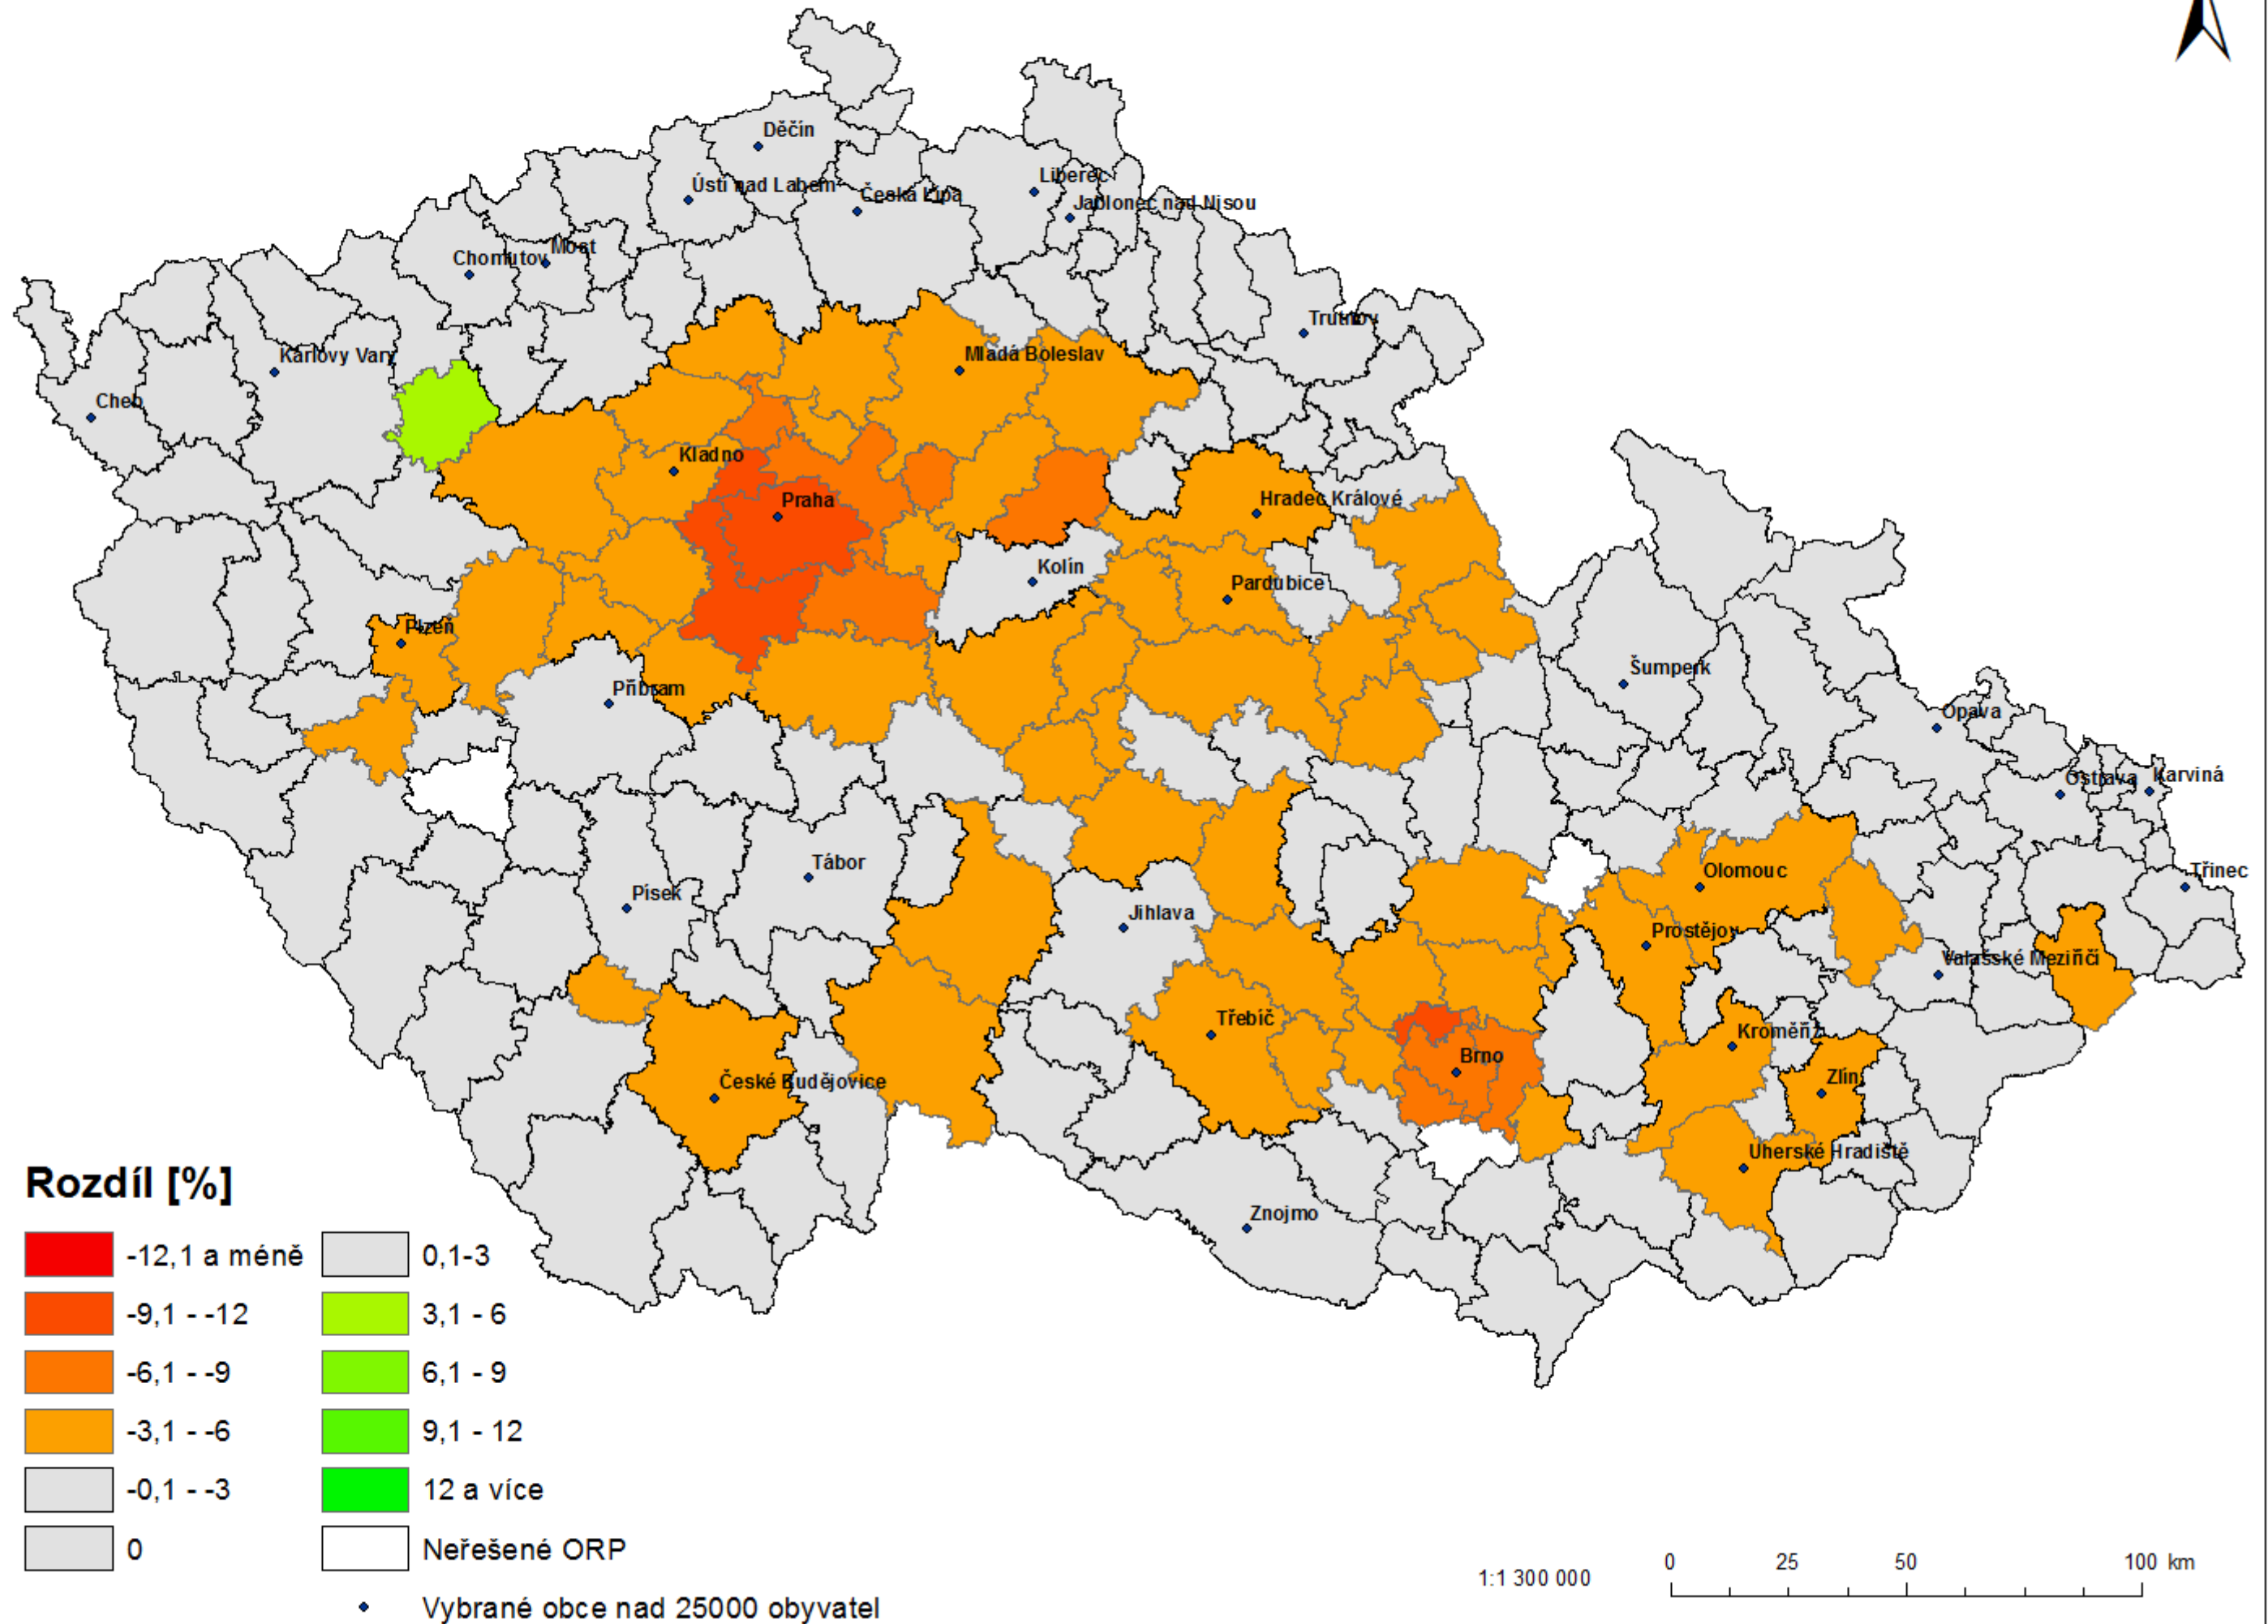 Děčín
Ústí nad Labem
Česká Lípa
Liberec
Jablonec nad Nisou
Chomutov
Most
Trutnov
Karlovy Vary
Mladá Boleslav
Cheb
Kladno
Praha
Hradec Králové
Kolín
Pardubice
Plzeň
Šumperk
Příbram
Opava
Ostrava
Karviná
Tábor
Olomouc
Třinec
Písek
Jihlava
Prostějov
Valašské Meziříčí
Třebíč
Kroměříž
Brno
České Budějovice
Zlín
Uherské Hradiště
Znojmo
Rozdíl [%]
-12,1 a méně
0,1-3
-9,1 - -12
3,1 - 6
-6,1 - -9
6,1 - 9
-3,1 - -6
9,1 - 12
-0,1 - -3
12 a více
0
Neřešené ORP
Vybrané obce nad 25000 obyvatel
1:1 300 000
0 25 50 100 km